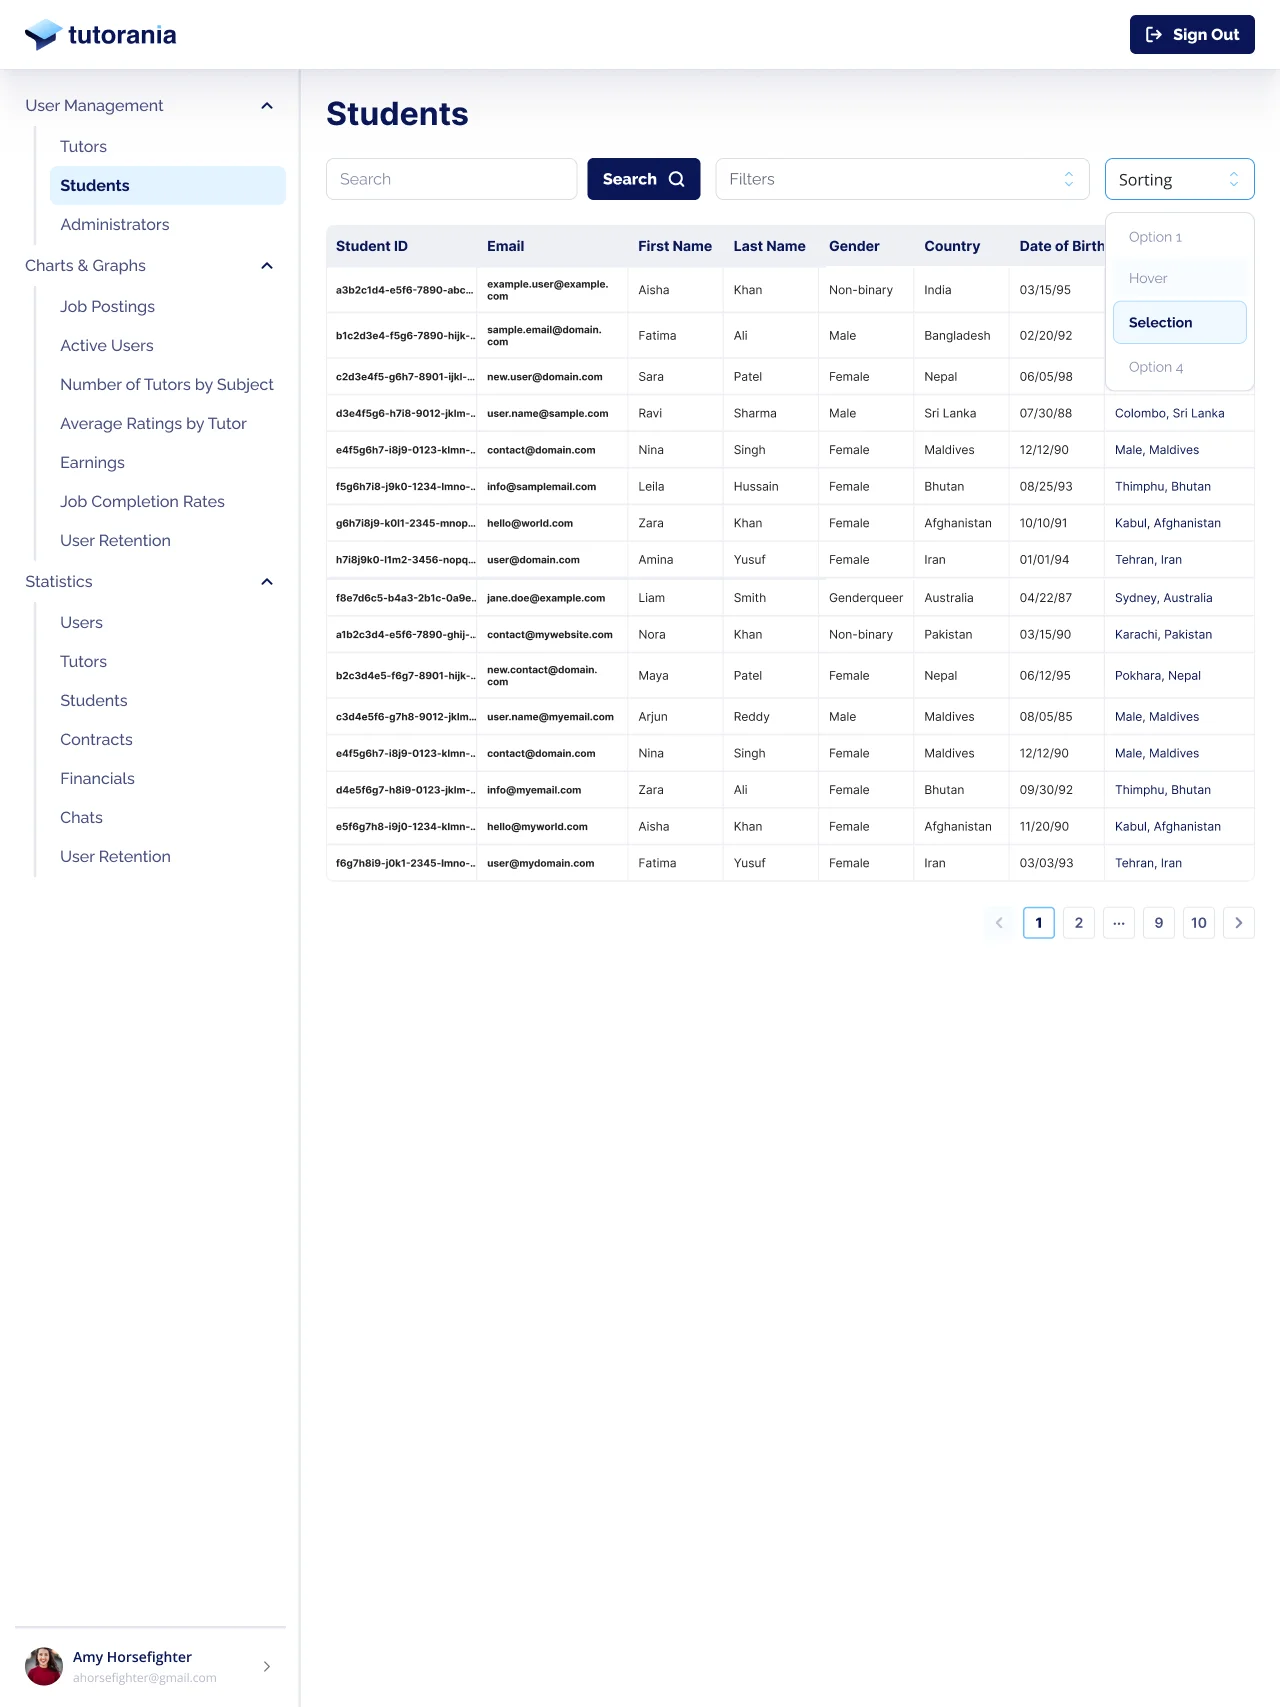 tutorania
Sign Out
User Management
Tutors
Students
Administrators
Charts & Graphs
Job Postings
Active Users
Number of Tutors by Subject
Average Ratings by Tutor
Earnings
Job Completion Rates
User Retention
Statistics
Users
Tutors
Students
Contracts
Financials
Chats
User Retention
Amy Horsefighter
ahorsefighter@gmail.com
Students
Search
Search
Filters
Sorting
Option 1
Hover
Selection
Option 4
Student ID Email First Name Last Name Gender Country Date of Birth
a3b2c1d4-e5f6-7890-abc... example.user@example.
com Aisha Khan Non-binary India 03/15/95
b1c2d3e4-f5g6-7890-hijk-.. sample.email@domain.
com Fatima Ali Male Bangladesh 02/20/92
c2d3e4f5-g6h7-8901-ijkl-... new.user@domain.com Sara Patel Female Nepal 06/05/98
d3e4f5g6-h7i8-9012-jklm-... user.name@sample.com Ravi Sharma Male Sri Lanka 07/30/88 Colombo, Sri Lanka
e4f5g6h7-i8j9-0123-klmn-.. contact@domain.com Nina Singh Female Maldives 12/12/90 Male, Maldives
f5g6h7i8-j9k0-1234-lmno-... info@samplemail.com Leila Hussain Female Bhutan 08/25/93 Thimphu, Bhutan
g6h7i8j9-k0l1-2345-mnop... hello@world.com Zara Khan Female Afghanistan 10/10/91 Kabul, Afghanistan
h7i8j9k0-l1m2-3456-nopq... user@domain.com Amina Yusuf Female Iran 01/01/94 Tehran, Iran
f8e7d6c5-b4a3-2b1c-0a9e.. jane.doe@example.com Liam Smith Genderqueer Australia 04/22/87 Sydney, Australia
a1b2c3d4-e5f6-7890-ghij-... contact@mywebsite.com Nora Khan Non-binary Pakistan 03/15/90 Karachi, Pakistan
b2c3d4e5-f6g7-8901-hijk-.. new.contact@domain.
com Maya Patel Female Nepal 06/12/95 Pokhara, Nepal
c3d4e5f6-g7h8-9012-jklm... user.name@myemail.com Arjun Reddy Male Maldives 08/05/85 Male, Maldives
e4f5g6h7-i8j9-0123-klmn-.. contact@domain.com Nina Singh Female Maldives 12/12/90 Male, Maldives
d4e5f6g7-h8i9-0123-jklm-... info@myemail.com Zara Ali Female Bhutan 09/30/92 Thimphu, Bhutan
e5f6g7h8-i9j0-1234-klmn-.. hello@myworld.com Aisha Khan Female Afghanistan 11/20/90 Kabul, Afghanistan
f6g7h8i9-j0k1-2345-lmno-.. user@mydomain.com Fatima Yusuf Female Iran 03/03/93 Tehran, Iran
1 2 ... 9 10